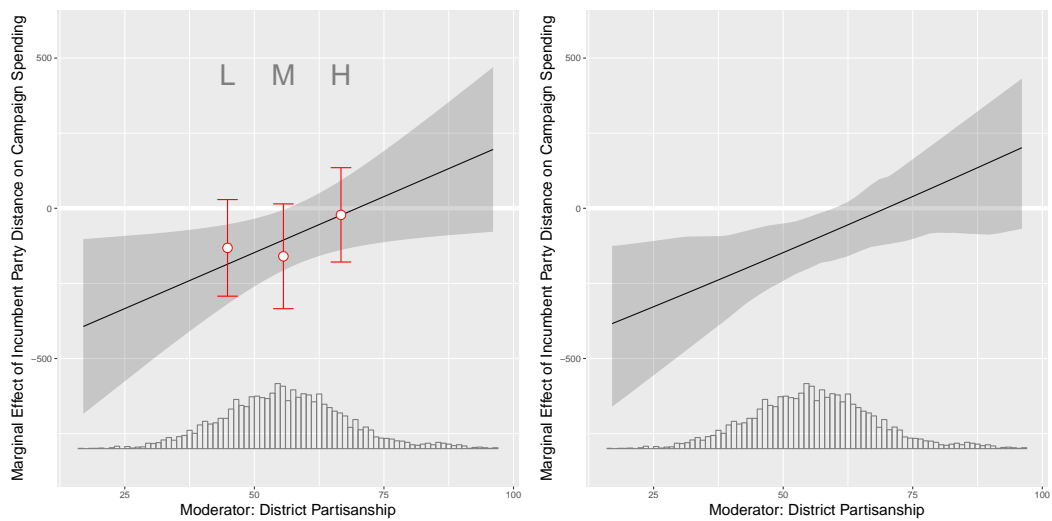 Marginal Effect of Incumbent Party Distance on Campaign Spending
500
0
−500
L M H
25 50 75 100
Moderator: District Partisanship
Marginal Effect of Incumbent Party Distance on Campaign Spending
500
0
−500
25 50 75 100
Moderator: District Partisanship